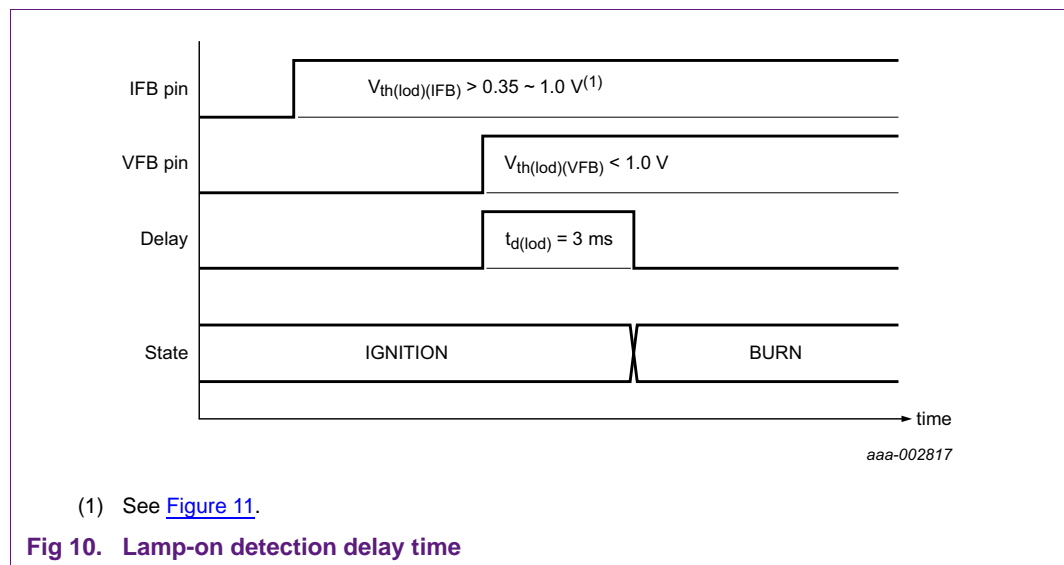 IFB pin
Vth(lod)(IFB) > 0.35 ~ 1.0 V(1)
VFB pin
Vth(lod)(VFB) < 1.0 V
Delay
td(lod) = 3 ms
State
IGNITION
BURN
time
aaa-002817
(1) See Figure 11.
Fig 10. Lamp-on detection delay time